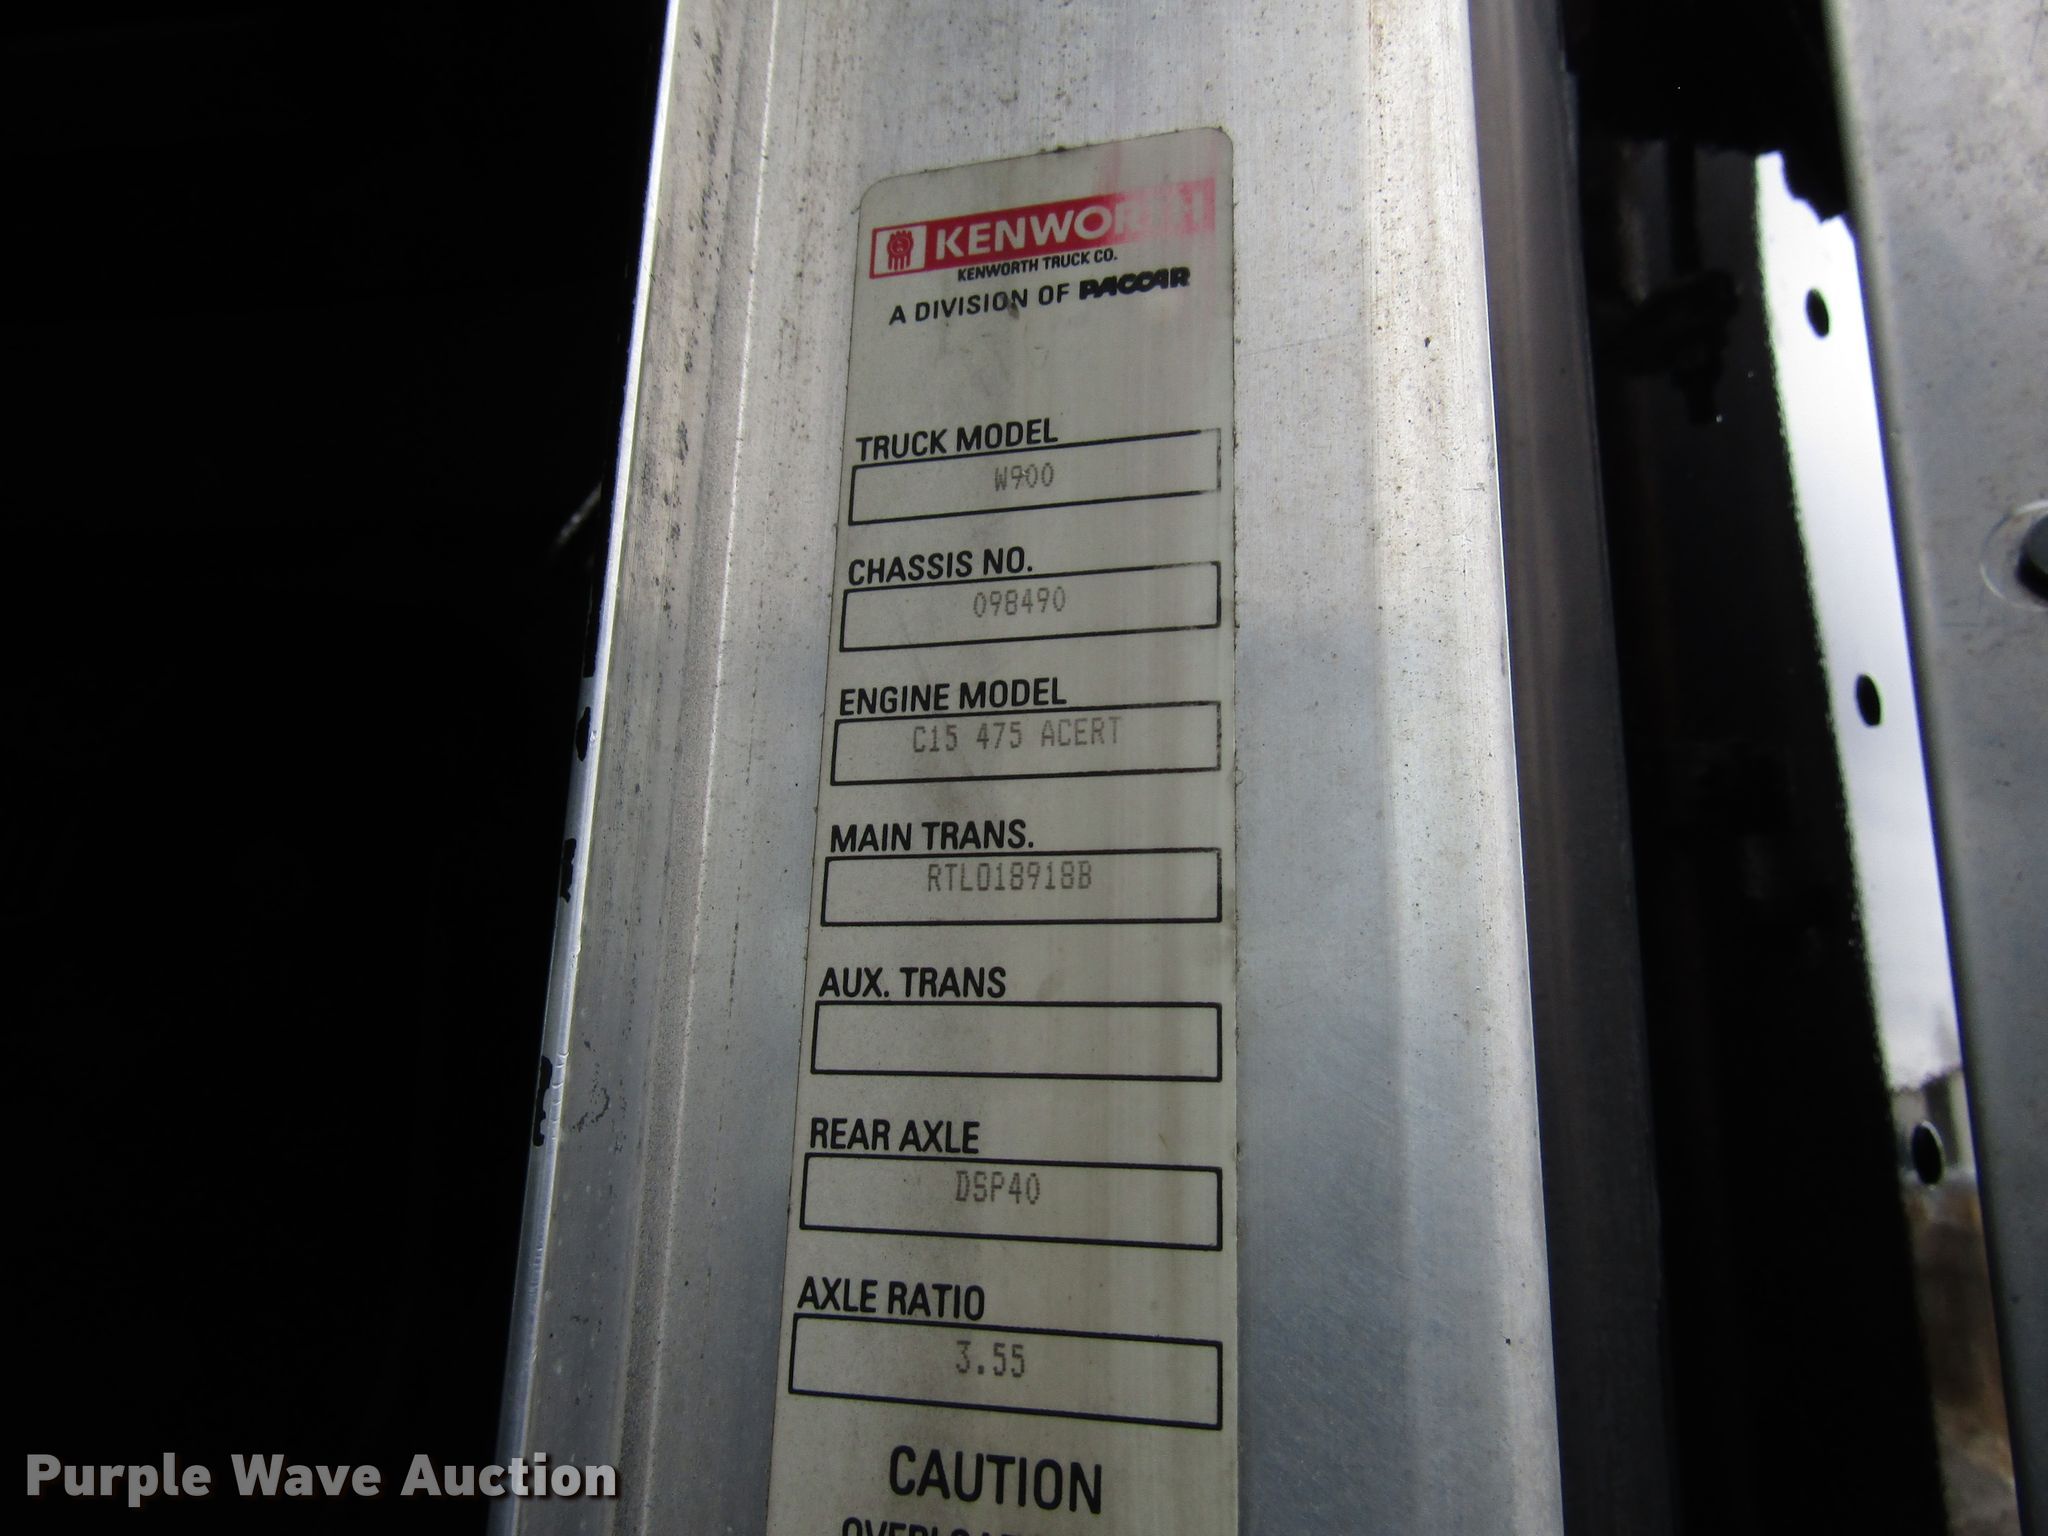 KENWORTH
KENWORTH TRUCK CO.
A DIVISION OF PACCAR
TRUCK MODEL
W900
CHASSIS NO.
098490
ENGINE MODEL
C15 475 ACERT
MAIN TRANS.
RTLO18918B
AUX. TRANS
REAR AXLE
DSP40
AXLE RATIO
3.55
CAUTION
Purple Wave Auction